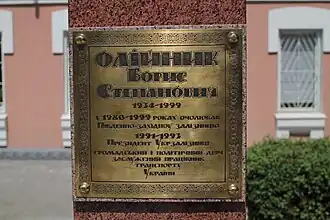 ОЛІЙНИК
Борис
Степанович
1934-1999
з 1980-1999 роках очолював
Південно-Західну залізницю
1991-1993
Президент Укрзалізниці
громадський і політичний діяч
заслужений працівник
транспорту
України